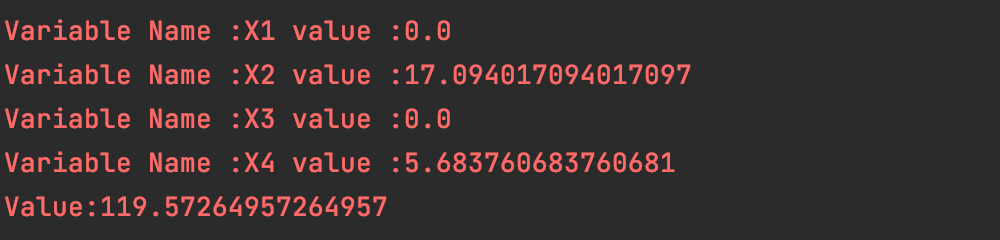 Variable Name :X1 value :0.0
Variable Name :X2 value :17.094017094017097
Variable Name :X3 value :0.0
Variable Name :X4 value :5.683760683760681
Value:119.57264957264957